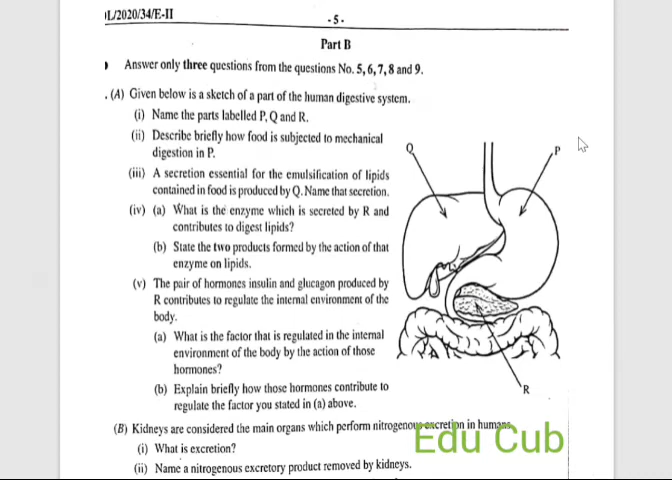 IL/2020/34/E-II
- 5 -
Part B
Answer only three questions from the questions No. 5, 6, 7, 8 and 9.
. (A) Given below is a sketch of a part of the human digestive system.
(i) Name the parts labelled P, Q and R.
(ii) Describe briefly how food is subjected to mechanical
digestion in P.
(iii) A secretion essential for the emulsification of lipids
contained in food is produced by Q. Name that secretion.
(iv) (a) What is the enzyme which is secreted by R and
contributes to digest lipids?
(b) State the two products formed by the action of that
enzyme on lipids.
(v) The pair of hormones insulin and glucagon produced by
R contributes to regulate the internal environment of the
body.
(a) What is the factor that is regulated in the internal
environment of the body by the action of those
hormones?
(b) Explain briefly how those hormones contribute to
regulate the factor you stated in (a) above.
Q
P
R
(B) Kidneys are considered the main organs which perform nitrogenous excretion in humans.
Edu Cub
(i) What is excretion?
(ii) Name a nitrogenous excretory product removed by kidneys.